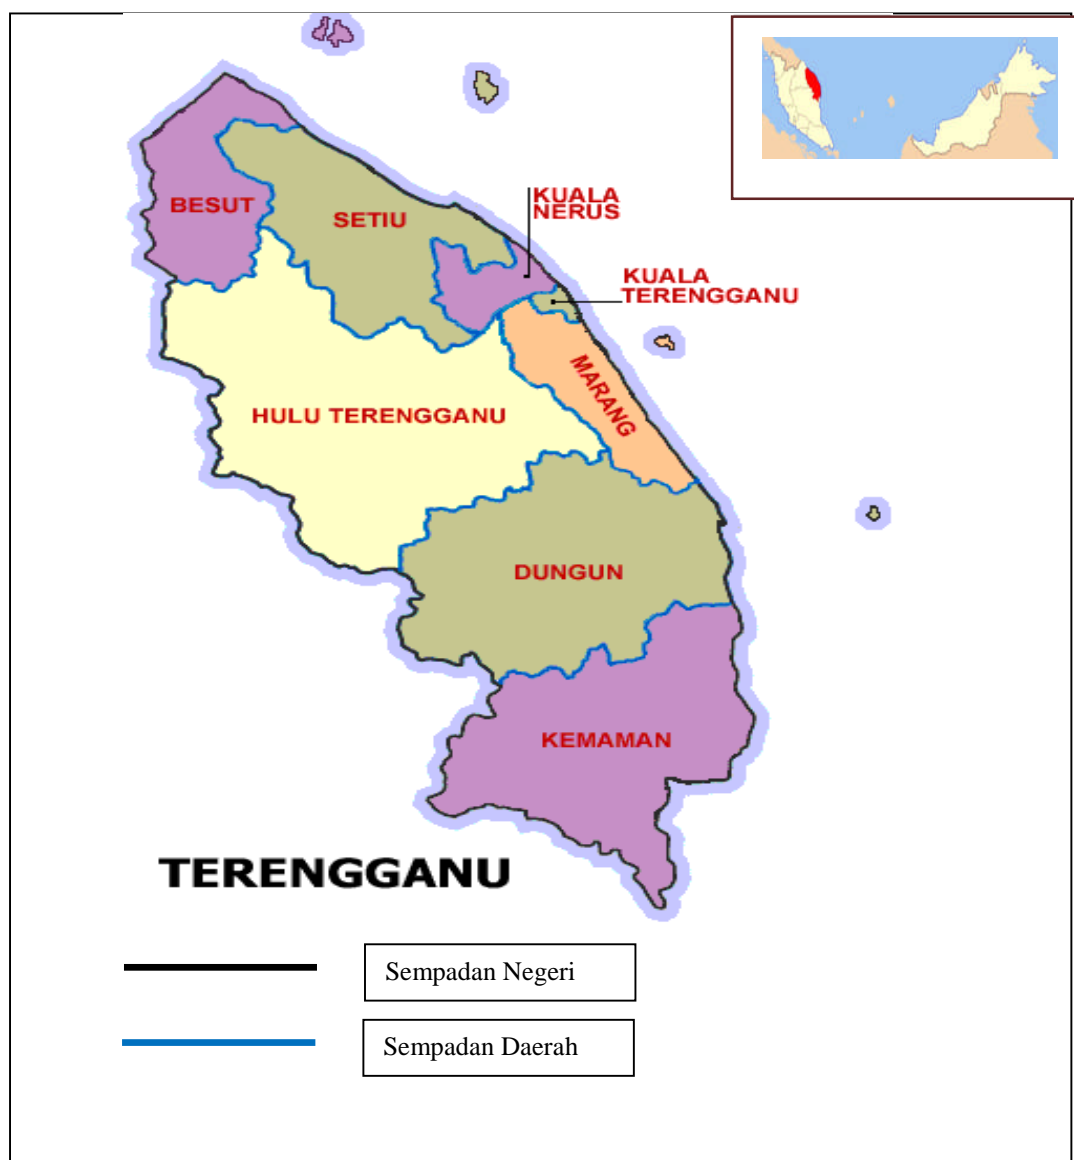 BESUT
SETIU
KUALA
NERUS
KUALA
TERENGGANU
MARANG
HULU TERENGGANU
DUNGUN
KEMAMAN
TERENGGANU
Sempadan Negeri
Sempadan Daerah